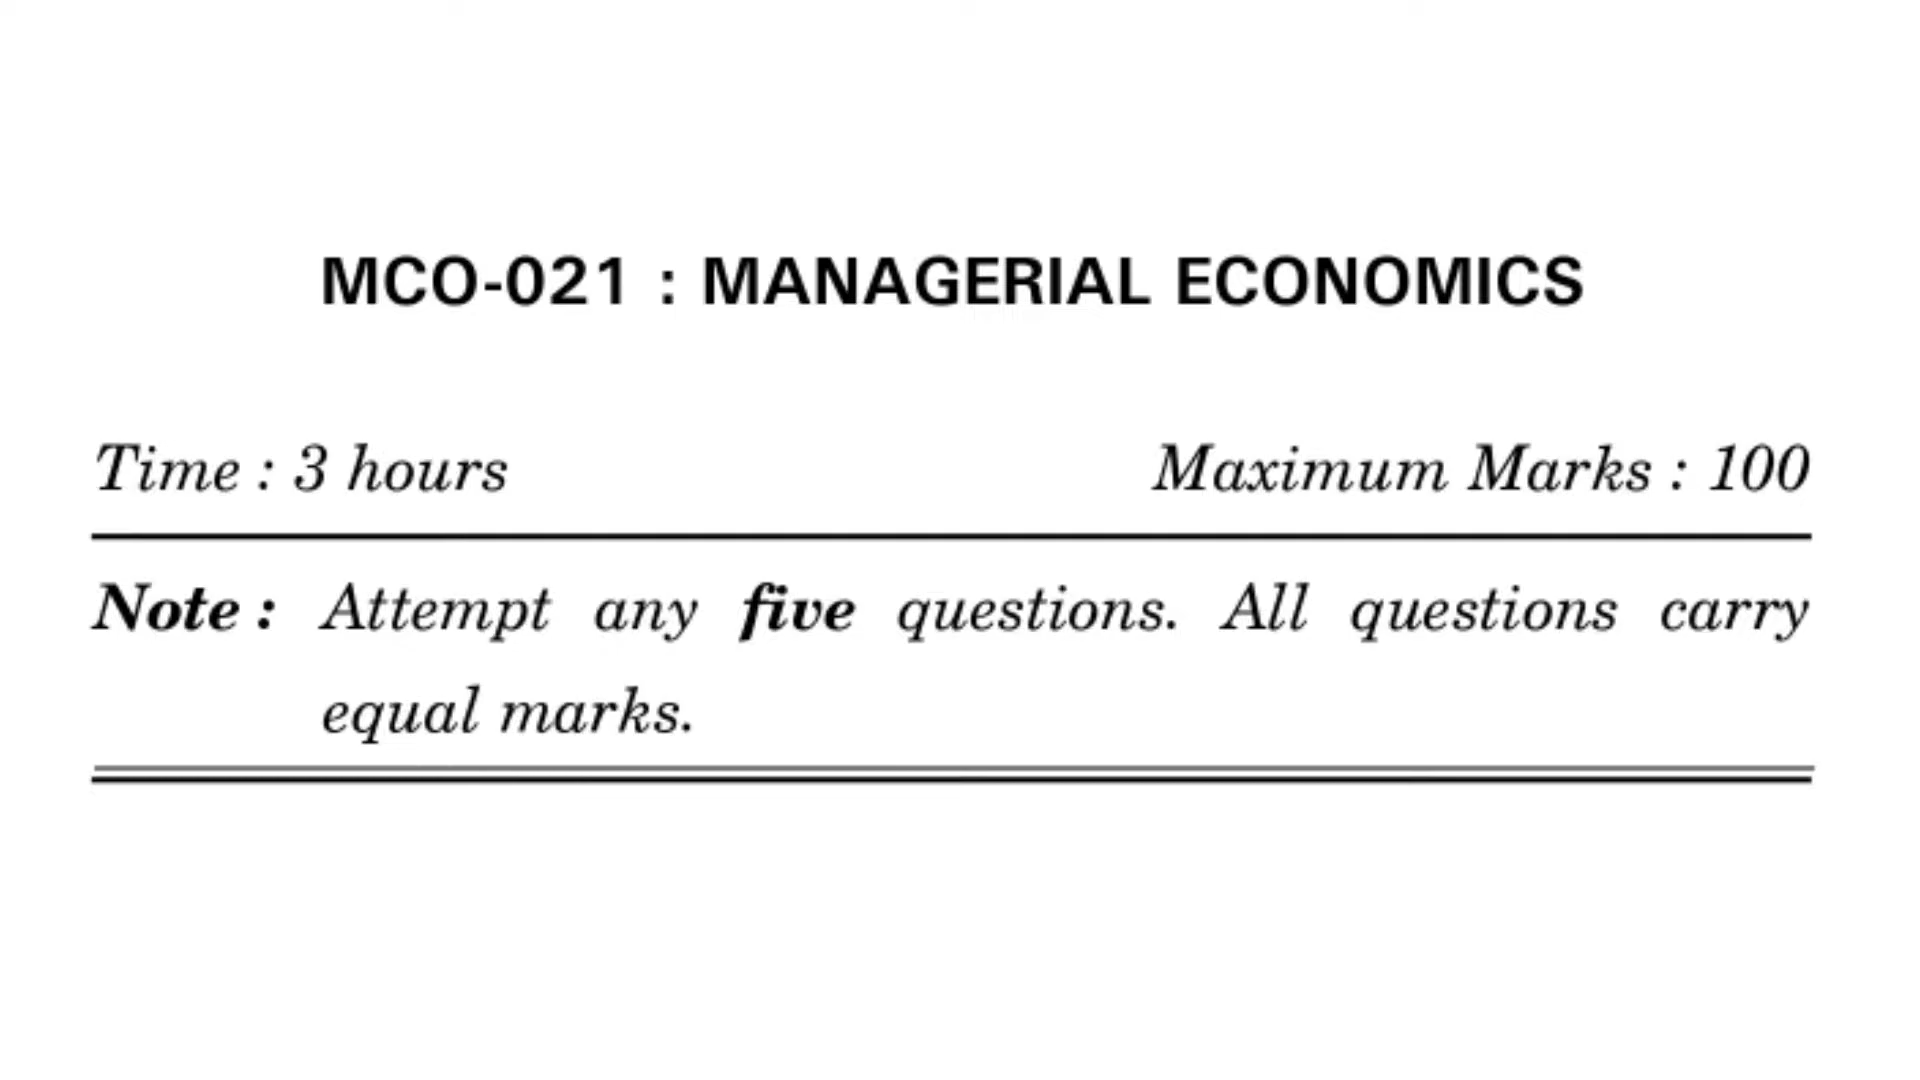 MCO-021 : MANAGERIAL ECONOMICS
Time : 3 hours Maximum Marks : 100
Note : Attempt any five questions. All questions carry
equal marks.